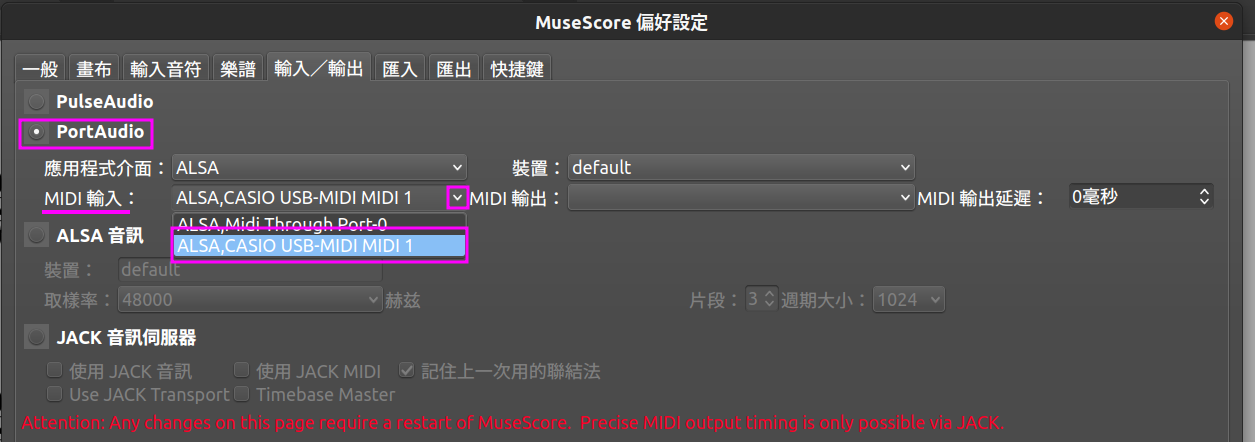 MuseScore 偏好設定
一般 畫布 輸入音符 樂譜 輸入／輸出 匯入 匯出 快捷鍵
PulseAudio
PortAudio
應用程式介面： ALSA 裝置： default
MIDI 輸入： ALSA,CASIO USB-MIDI MIDI 1 MIDI 輸出： MIDI 輸出延遲： 0毫秒
ALSA,Midi Through Port-0
ALSA 音訊
ALSA,CASIO USB-MIDI MIDI 1
裝置： default
取樣率： 48000 赫兹 片段： 3 週期大小： 1024
JACK 音訊伺服器
使用 JACK 音訊 使用 JACK MIDI 記住上一次用的聯結法
Use JACK Transport Timebase Master
Attention: Any changes on this page require a restart of MuseScore. Precise MIDI output timing is only possible via JACK.